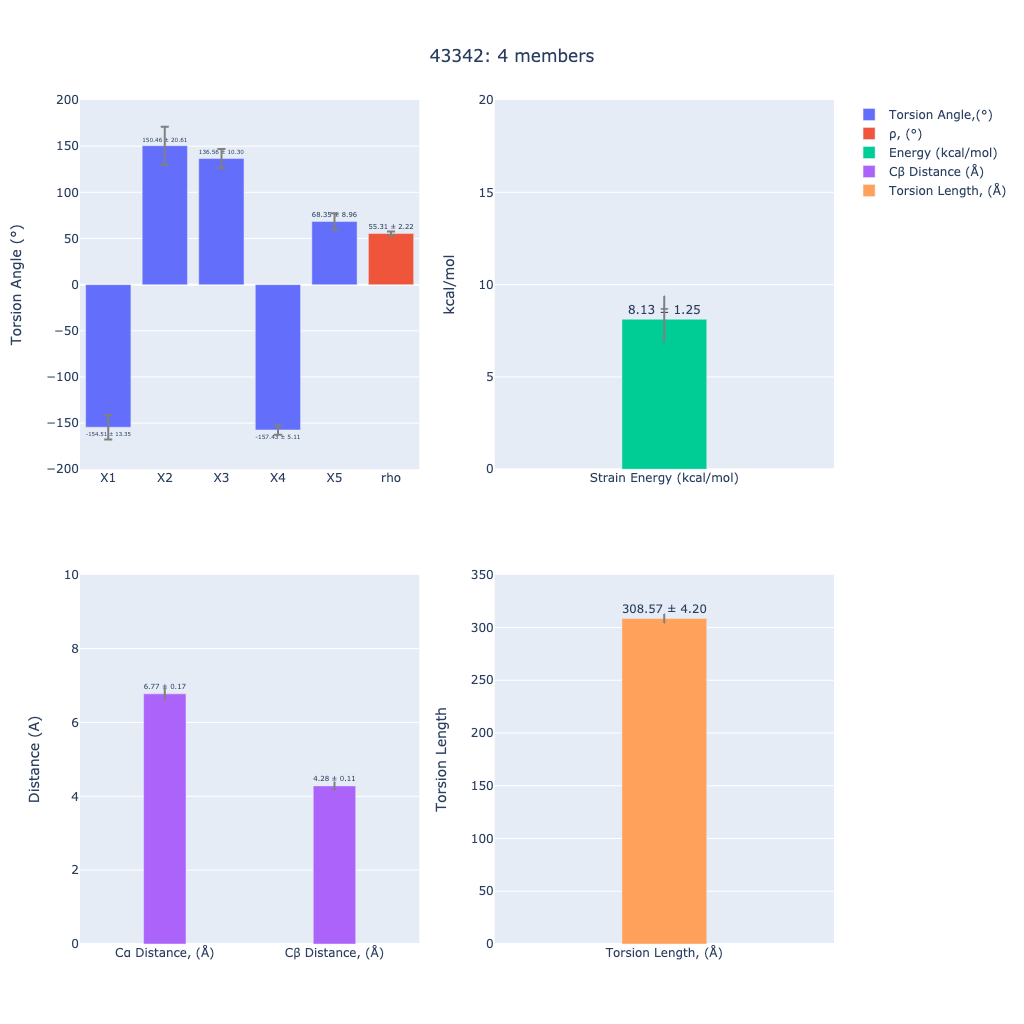 43342: 4 members
Torsion Angle (°)
200
150
100
50
0
−50
−100
−150
−200
-154.51 ± 13.35
150.46 ± 20.61
136.56 ± 10.30
-157.43 ± 5.11
68.35 ± 8.96
55.31 ± 2.22
X1
X2
X3
X4
X5
rho
kcal/mol
20
15
10
5
0
8.13 ± 1.25
Strain Energy (kcal/mol)
Torsion Angle,(°)
ρ, (°)
Energy (kcal/mol)
Cβ Distance (Å)
Torsion Length, (Å)
Distance (A)
10
8
6
4
2
0
6.77 ± 0.17
4.28 ± 0.11
Cα Distance, (Å)
Cβ Distance, (Å)
Torsion Length
350
300
250
200
150
100
50
0
308.57 ± 4.20
Torsion Length, (Å)